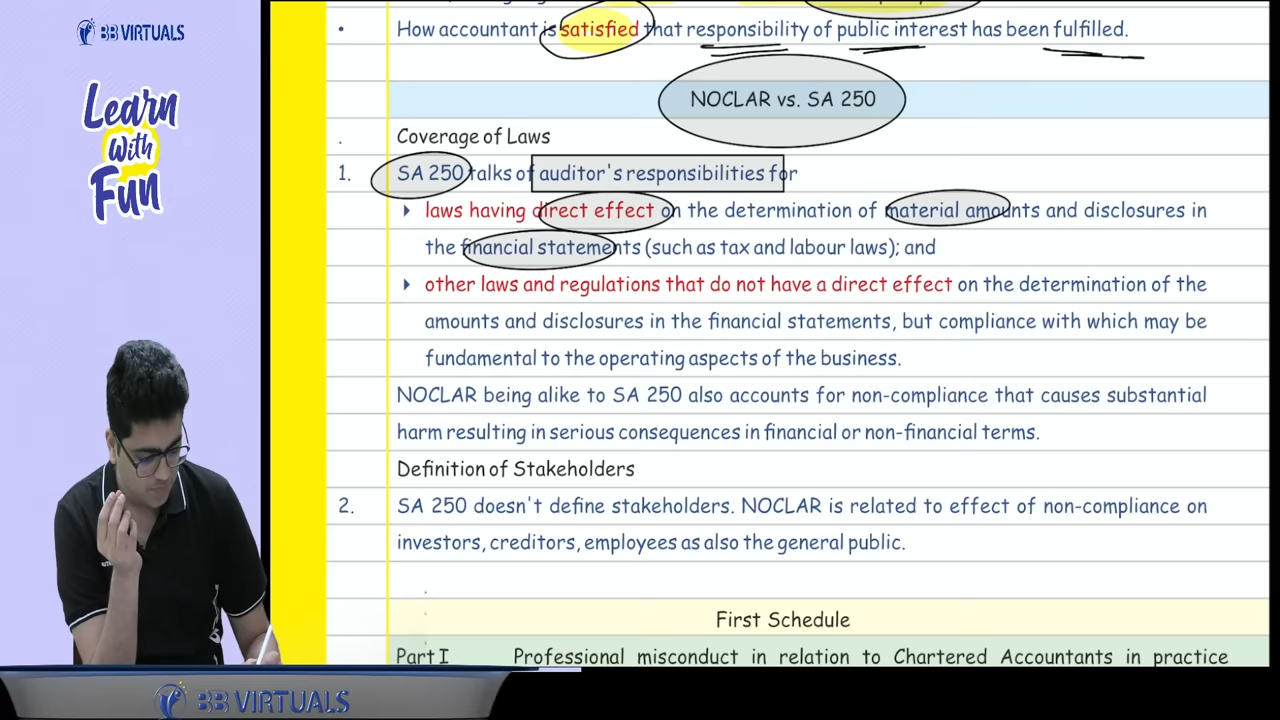 BB VIRTUALS
Learn
With
Fun
• How accountant is satisfied that responsibility of public interest has been fulfilled.
NOCLAR vs. SA 250
. Coverage of Laws
1. SA 250 talks of auditor's responsibilities for
laws having direct effect on the determination of material amounts and disclosures in
the financial statements (such as tax and labour laws); and
other laws and regulations that do not have a direct effect on the determination of the
amounts and disclosures in the financial statements, but compliance with which may be
fundamental to the operating aspects of the business.
NOCLAR being alike to SA 250 also accounts for non-compliance that causes substantial
harm resulting in serious consequences in financial or non-financial terms.
Definition of Stakeholders
2. SA 250 doesn't define stakeholders. NOCLAR is related to effect of non-compliance on
investors, creditors, employees as also the general public.
First Schedule
Part I Professional misconduct in relation to Chartered Accountants in practice
BB VIRTUALS